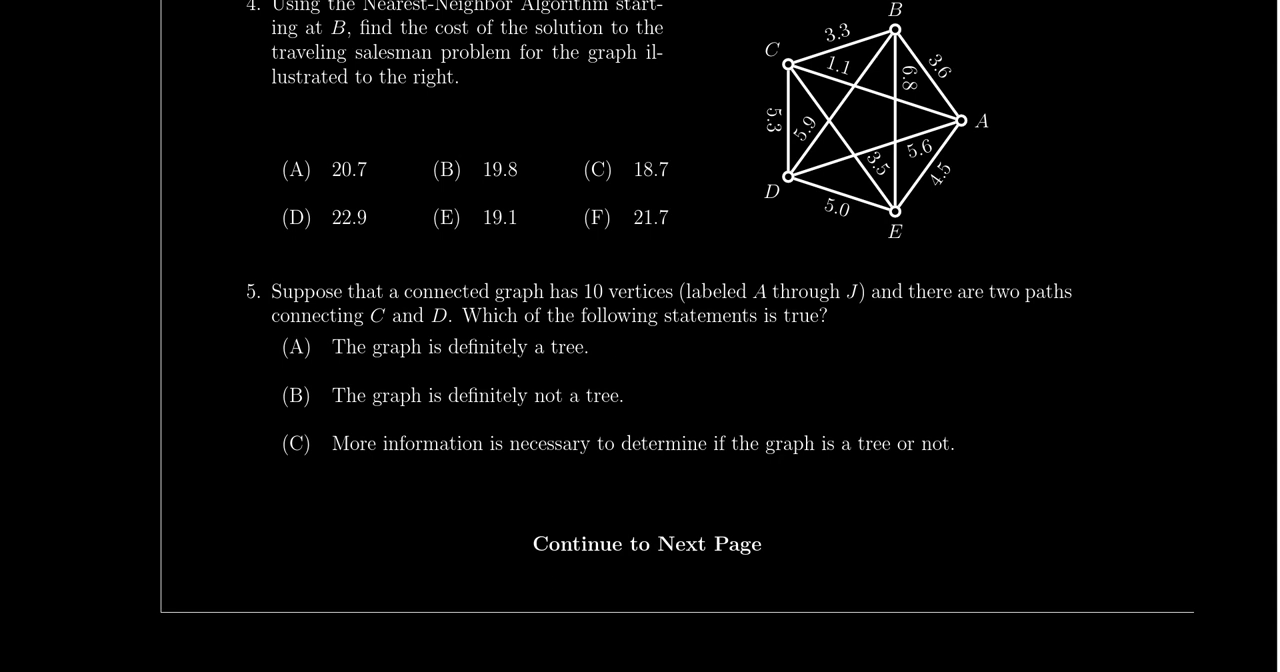 4. Using the Nearest-Neighbor Algorithm start-
ing at B, find the cost of the solution to the
traveling salesman problem for the graph il-
lustrated to the right.
(A) 20.7 (B) 19.8 (C) 18.7
(D) 22.9 (E) 19.1 (F) 21.7
B
3.3
C
1.1
6.8
3.6
5.3
5.9
A
5.6
3.5
4.5
D
5.0
E
5. Suppose that a connected graph has 10 vertices (labeled A through J) and there are two paths
connecting C and D. Which of the following statements is true?
(A) The graph is definitely a tree.
(B) The graph is definitely not a tree.
(C) More information is necessary to determine if the graph is a tree or not.
Continue to Next Page